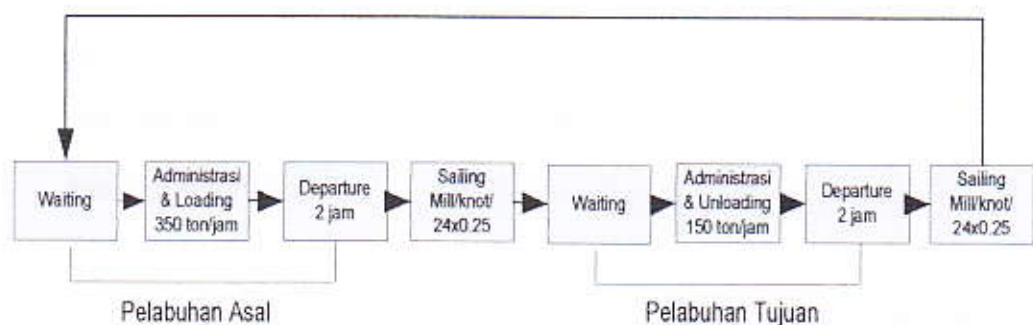 Waiting
Administrasi
& Loading
350 ton/jam
Departure
2 jam
Sailing
Mill/knot/
24x0.25
Waiting
Administrasi
& Unloading
150 ton/jam
Departure
2 jam
Sailing
Mill/knot/
24x0.25
Pelabuhan Asal
Pelabuhan Tujuan